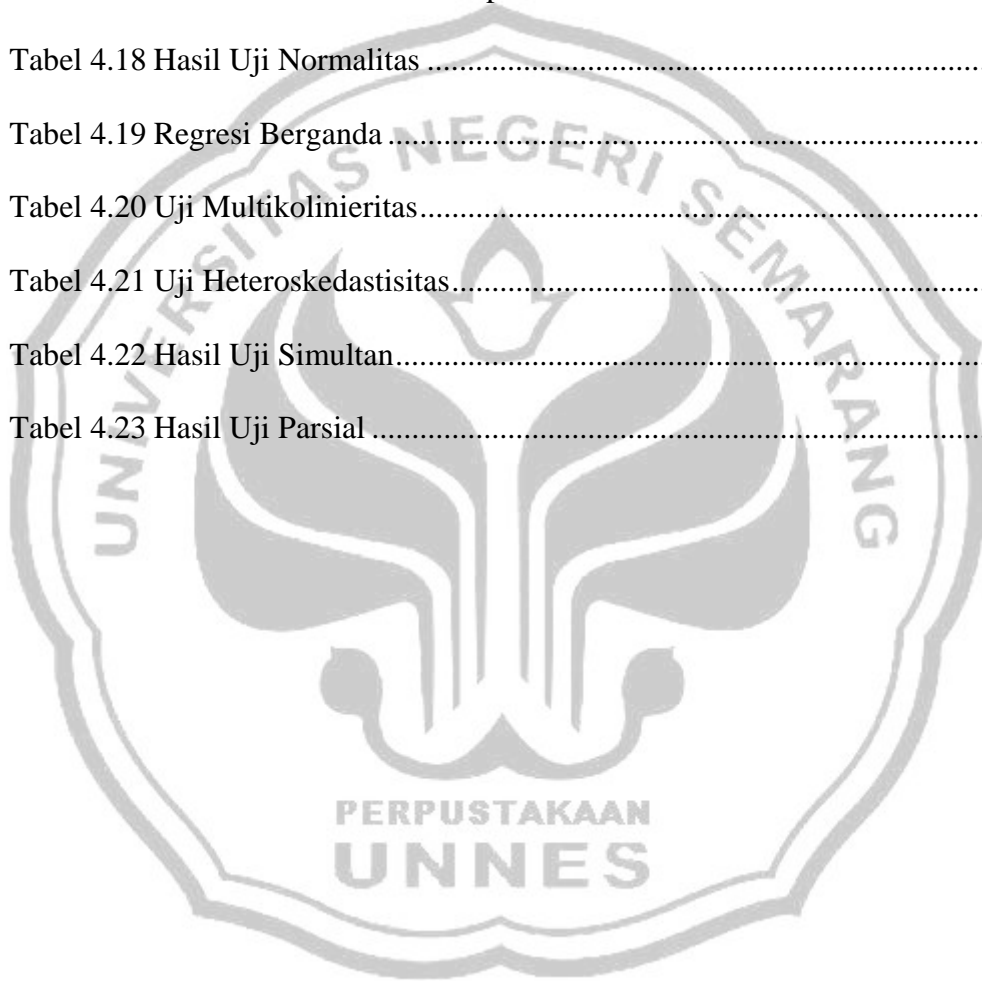 Tabel 4.18 Hasil Uji Normalitas ....................................................................
Tabel 4.19 Regresi Berganda .........................................................................
Tabel 4.20 Uji Multikolinieritas.....................................................................
Tabel 4.21 Uji Heteroskedastisitas.................................................................
Tabel 4.22 Hasil Uji Simultan........................................................................
Tabel 4.23 Hasil Uji Parsial ...........................................................................
UNIVERSITAS NEGERI SEMARANG
PERPUSTAKAAN
UNNES